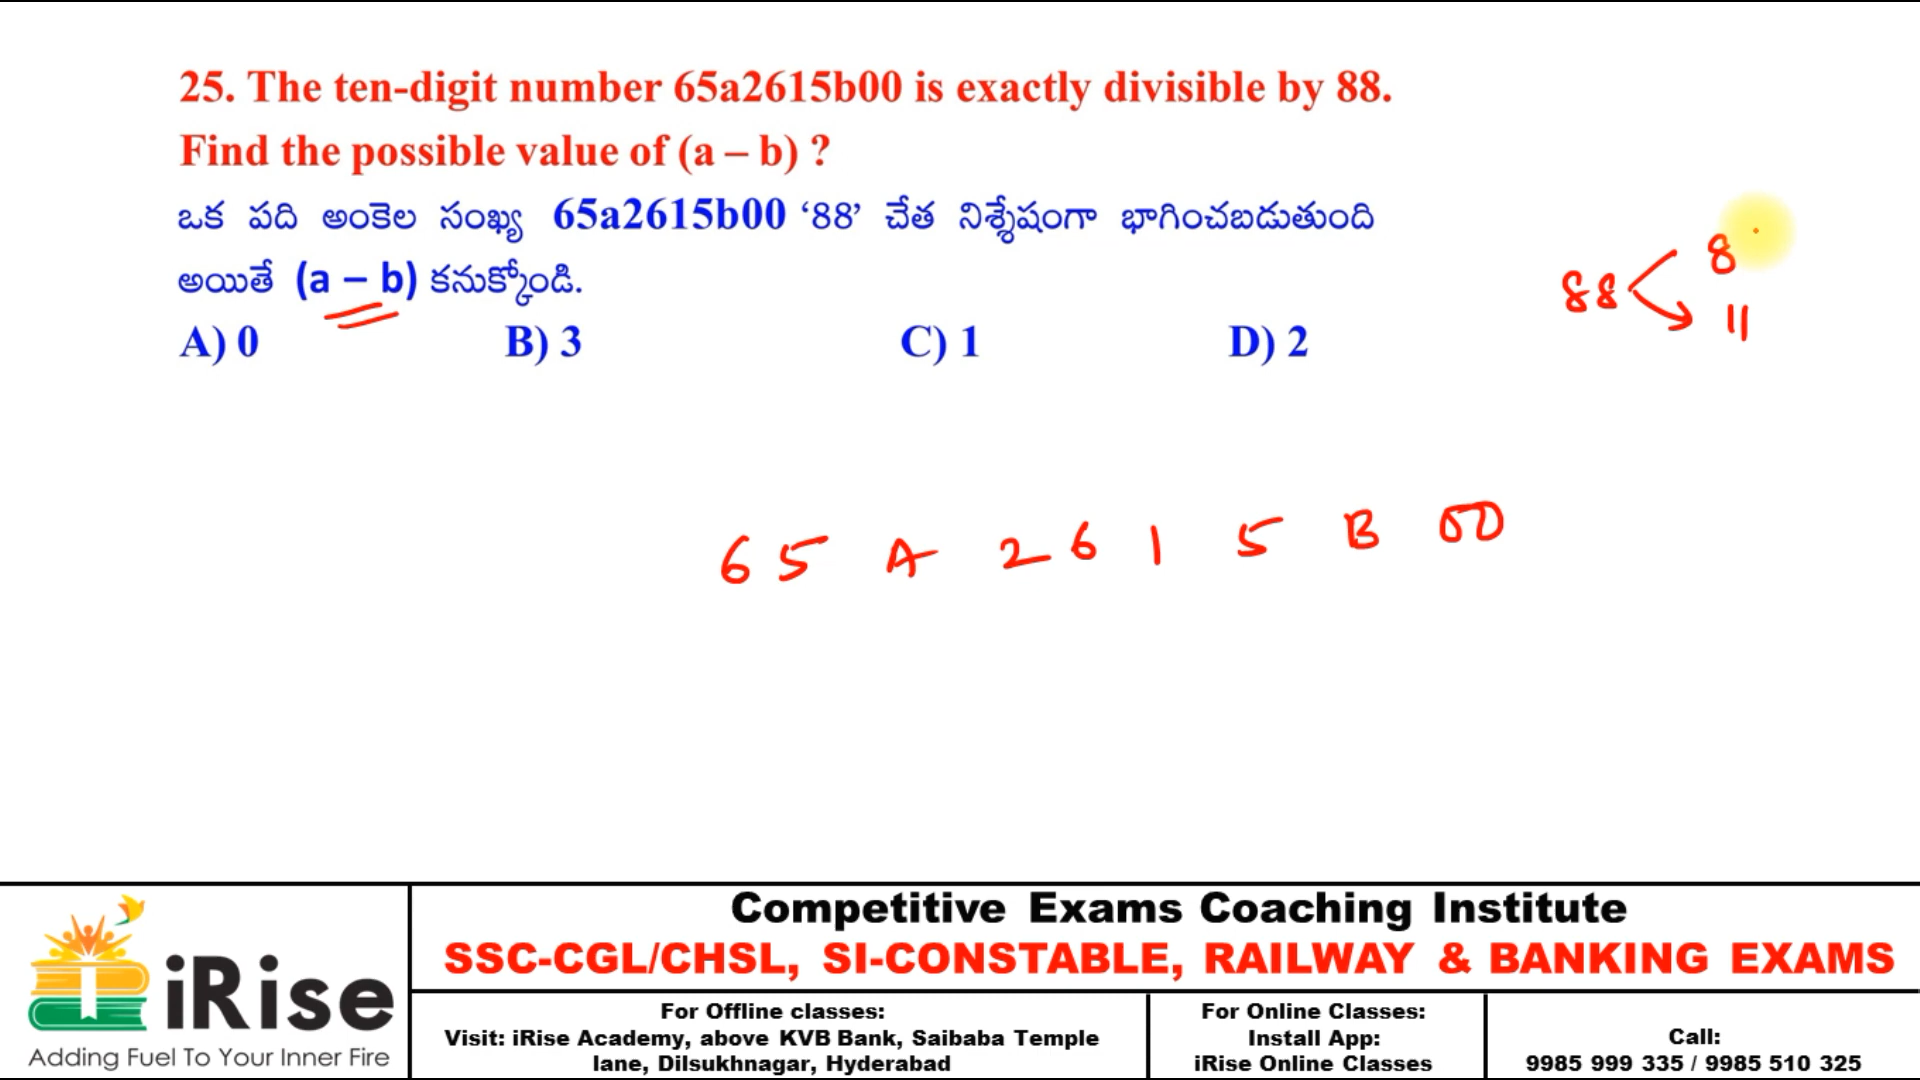 25. The ten-digit number 65a2615b00 is exactly divisible by 88.
Find the possible value of (a – b) ?
ఒక పది అంకెల సంఖ్య 65a2615b00 ‘88’ చేత నిశ్శేషంగా భాగించబడుతుంది
అయితే (a – b) కనుక్కోండి.
88 8
11
A) 0 B) 3 C) 1 D) 2
6 5 A 2 6 1 5 B 00
iRise
Adding Fuel To Your Inner Fire
Competitive Exams Coaching Institute
SSC-CGL/CHSL, SI-CONSTABLE, RAILWAY & BANKING EXAMS
For Offline classes:
Visit: iRise Academy, above KVB Bank, Saibaba Temple
lane, Dilsukhnagar, Hyderabad
For Online Classes:
Install App:
iRise Online Classes
Call:
9985 999 335 / 9985 510 325